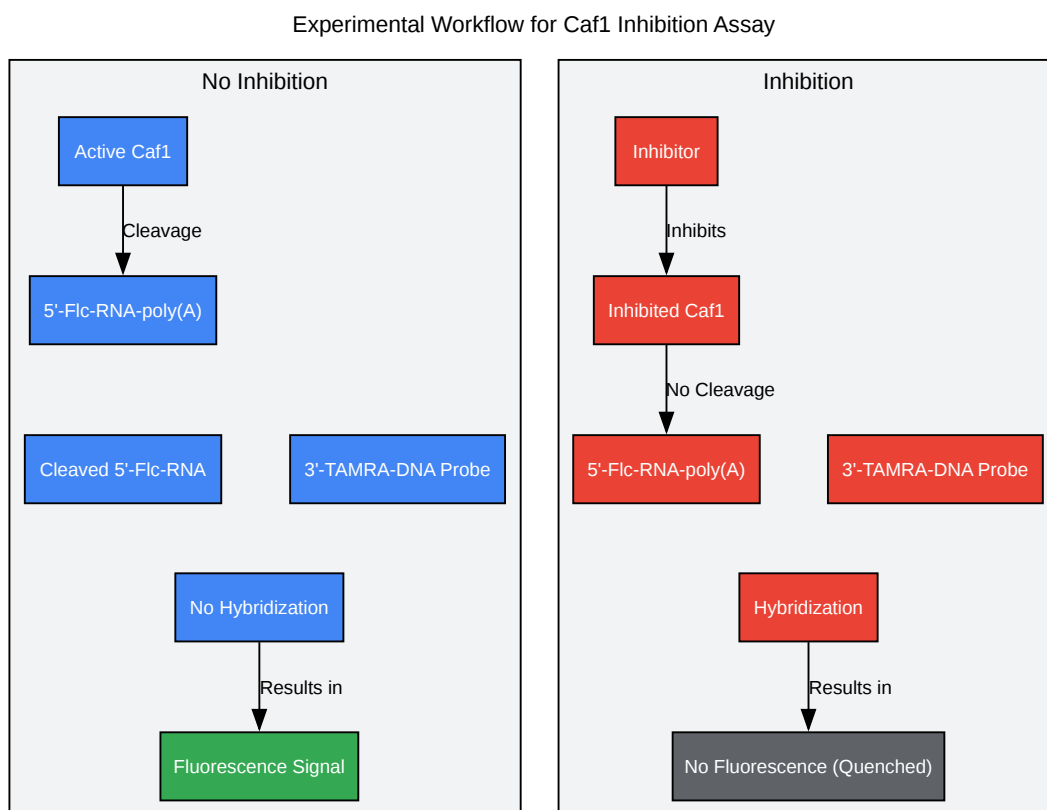 Experimental Workflow for Caf1 Inhibition Assay
No Inhibition
Active Caf1
Cleavage
5'-Flc-RNA-poly(A)
Cleaved 5'-Flc-RNA
3'-TAMRA-DNA Probe
No Hybridization
Results in
Fluorescence Signal
Inhibition
Inhibitor
Inhibits
Inhibited Caf1
No Cleavage
5'-Flc-RNA-poly(A)
3'-TAMRA-DNA Probe
Hybridization
Results in
No Fluorescence (Quenched)